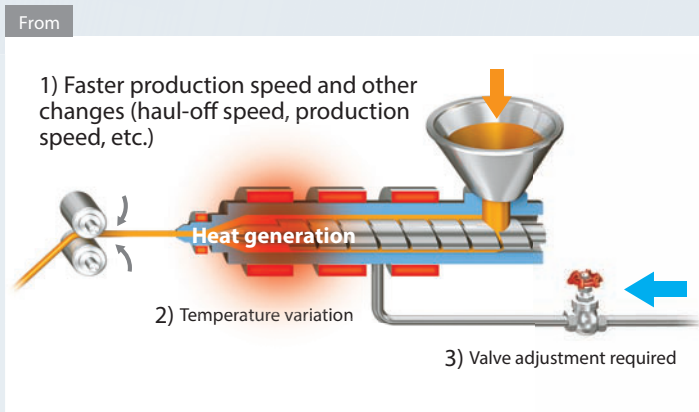 From
1) Faster production speed and other
changes (haul-off speed, production
speed, etc.)
Heat generation
2) Temperature variation
3) Valve adjustment required